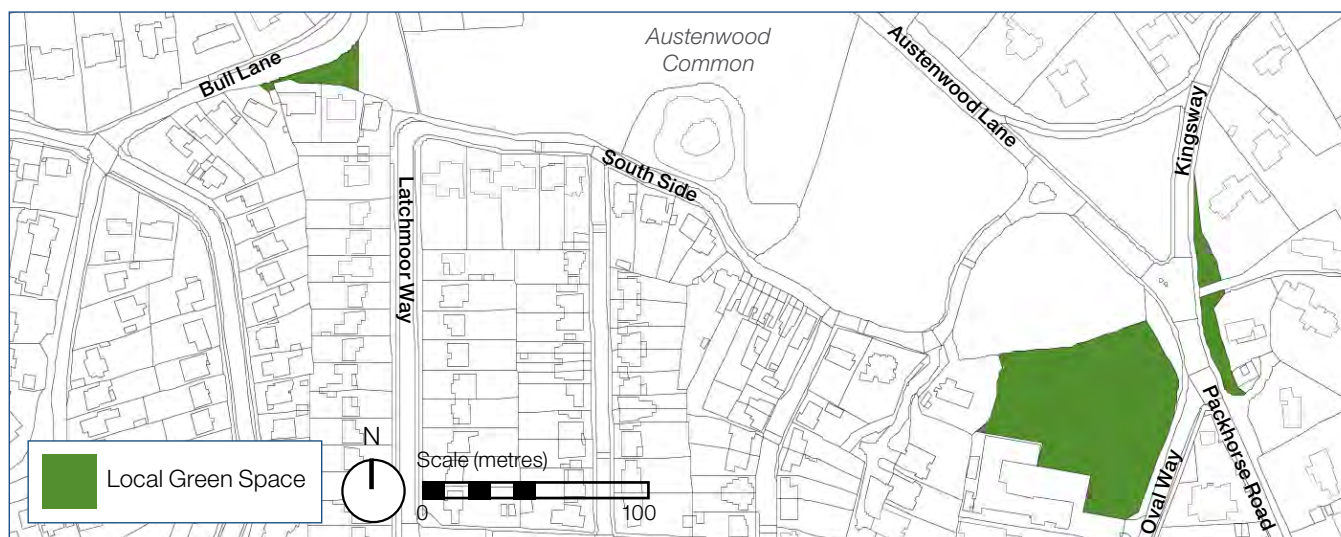 Austenwood
Common
Bull Lane
Austenwood Lane
Kingsway
South Side
Latchmoor Way
Packhorse Road
Oval Way
Local Green Space
N
Scale (metres)
0
100